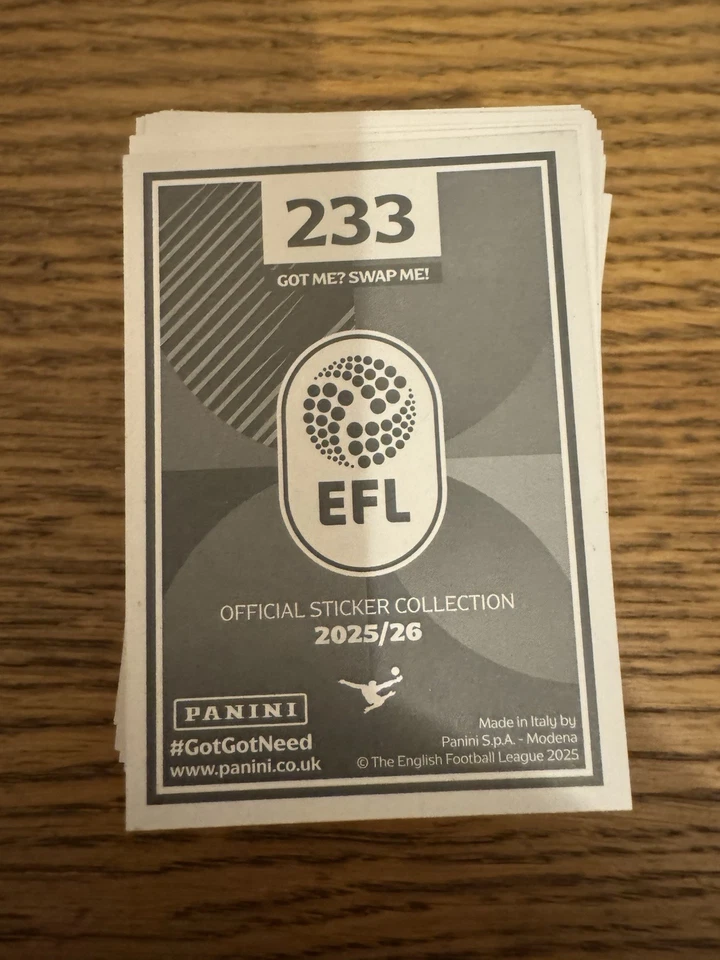 233
GOT ME? SWAP ME!
EFL
OFFICIAL STICKER COLLECTION
2025/26
PANINI
#GotGotNeed
www.panini.co.uk
Made in Italy by
Panini S.p.A. - Modena
© The English Football League 2025